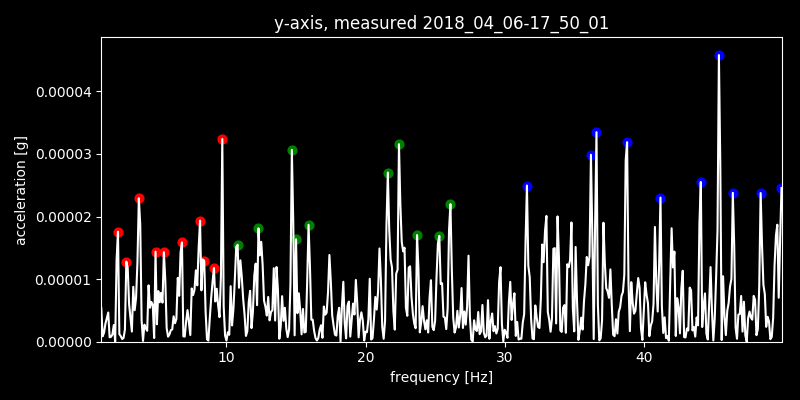 y-axis, measured 2018_04_06-17_50_01
0.00004
0.00003
0.00002
0.00001
0.00000
acceleration [g]
10 20 30 40
frequency [Hz]